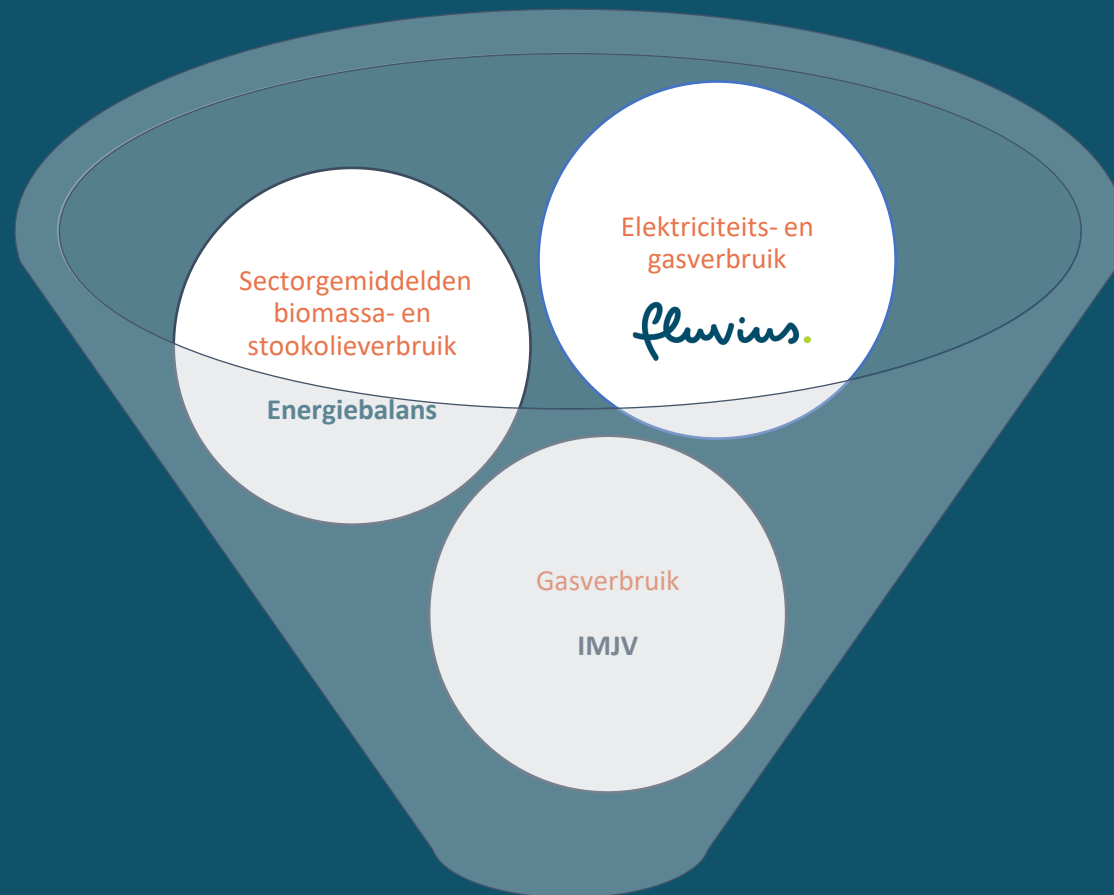 Sectorgemiddelden
biomassa- en
stookolieverbruik
Energiebalans
Elektriciteits- en
gasverbruik
fluvius.
Gasverbruik
IMJV